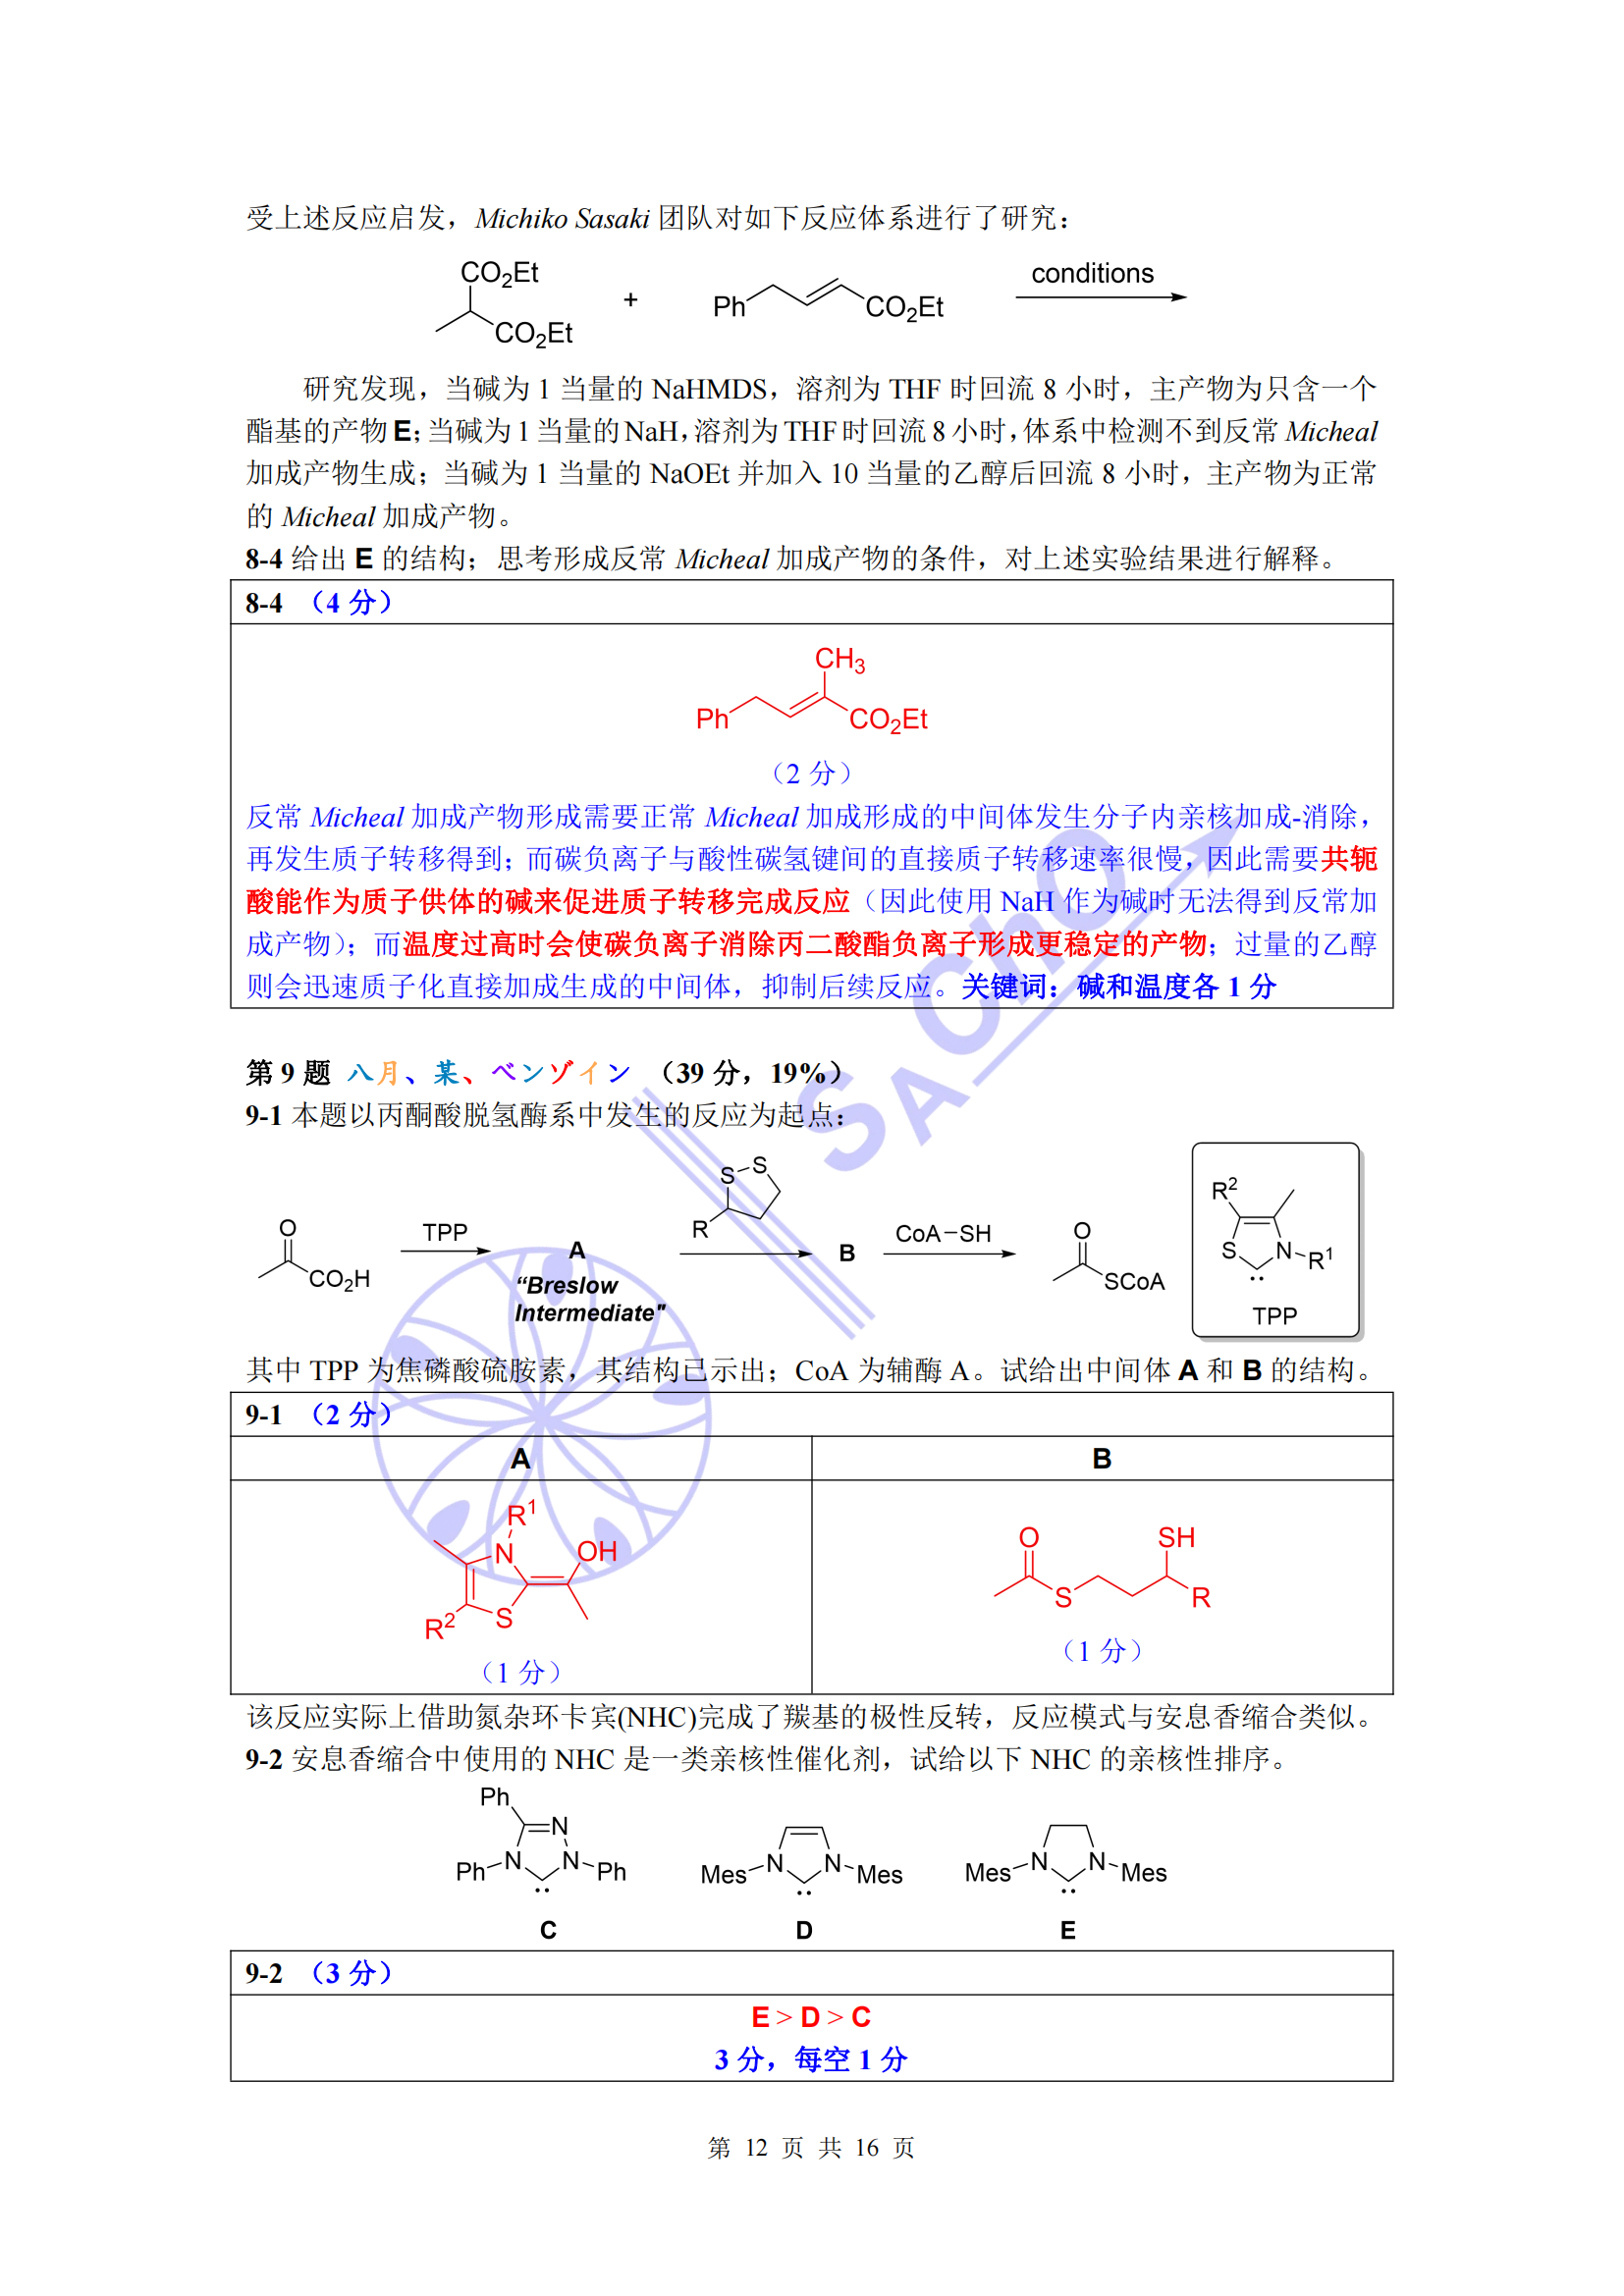 受上述反应启发，Michiko Sasaki 团队对如下反应体系进行了研究：
CO2Et
CO2Et
+
Ph
CO2Et
conditions
研究发现，当碱为 1 当量的 NaHMDS，溶剂为 THF 时回流 8 小时，主产物为只含一个
酯基的产物 E；当碱为 1 当量的 NaH，溶剂为 THF 时回流 8 小时，体系中检测不到反常 Micheal
加成产物生成；当碱为 1 当量的 NaOEt 并加入 10 当量的乙醇后回流 8 小时，主产物为正常
的 Micheal 加成产物。
8-4 给出 E 的结构；思考形成反常 Micheal 加成产物的条件，对上述实验结果进行解释。
8-4 （4 分）
CH3
Ph
CO2Et
（2 分）
反常 Micheal 加成产物形成需要正常 Micheal 加成形成的中间体发生分子内亲核加成-消除，
再发生质子转移得到；而碳负离子与酸性碳氢键间的直接质子转移速率很慢，因此需要共轭
酸能作为质子供体的碱来促进质子转移完成反应（因此使用 NaH 作为碱时无法得到反常加
成产物）；而温度过高时会使碳负离子消除丙二酸酯负离子形成更稳定的产物；过量的乙醇
则会迅速质子化直接加成生成的中间体，抑制后续反应。关键词：碱和温度各 1 分
SAChO
第 9 题 八月、某、ベンゾイン （39 分，19%）
9-1 本题以丙酮酸脱氢酶系中发生的反应为起点：
O
CO2H
TPP
A
“Breslow
Intermediate"
S
S
R
B
CoA－SH
O
SCoA
R2
S
N
R1
TPP
其中 TPP 为焦磷酸硫胺素，其结构已示出；CoA 为辅酶 A。试给出中间体 A 和 B 的结构。
9-1 （2 分）
A B
R1
N
OH
R2
S
（1 分）
O
SH
S
R
（1 分）
该反应实际上借助氮杂环卡宾(NHC)完成了羰基的极性反转，反应模式与安息香缩合类似。
9-2 安息香缩合中使用的 NHC 是一类亲核性催化剂，试给以下 NHC 的亲核性排序。
Ph
N
Ph N N Ph
C
Mes N N Mes
D
Mes N N Mes
E
9-2 （3 分）
E > D > C
3 分，每空 1 分
第 12 页 共 16 页